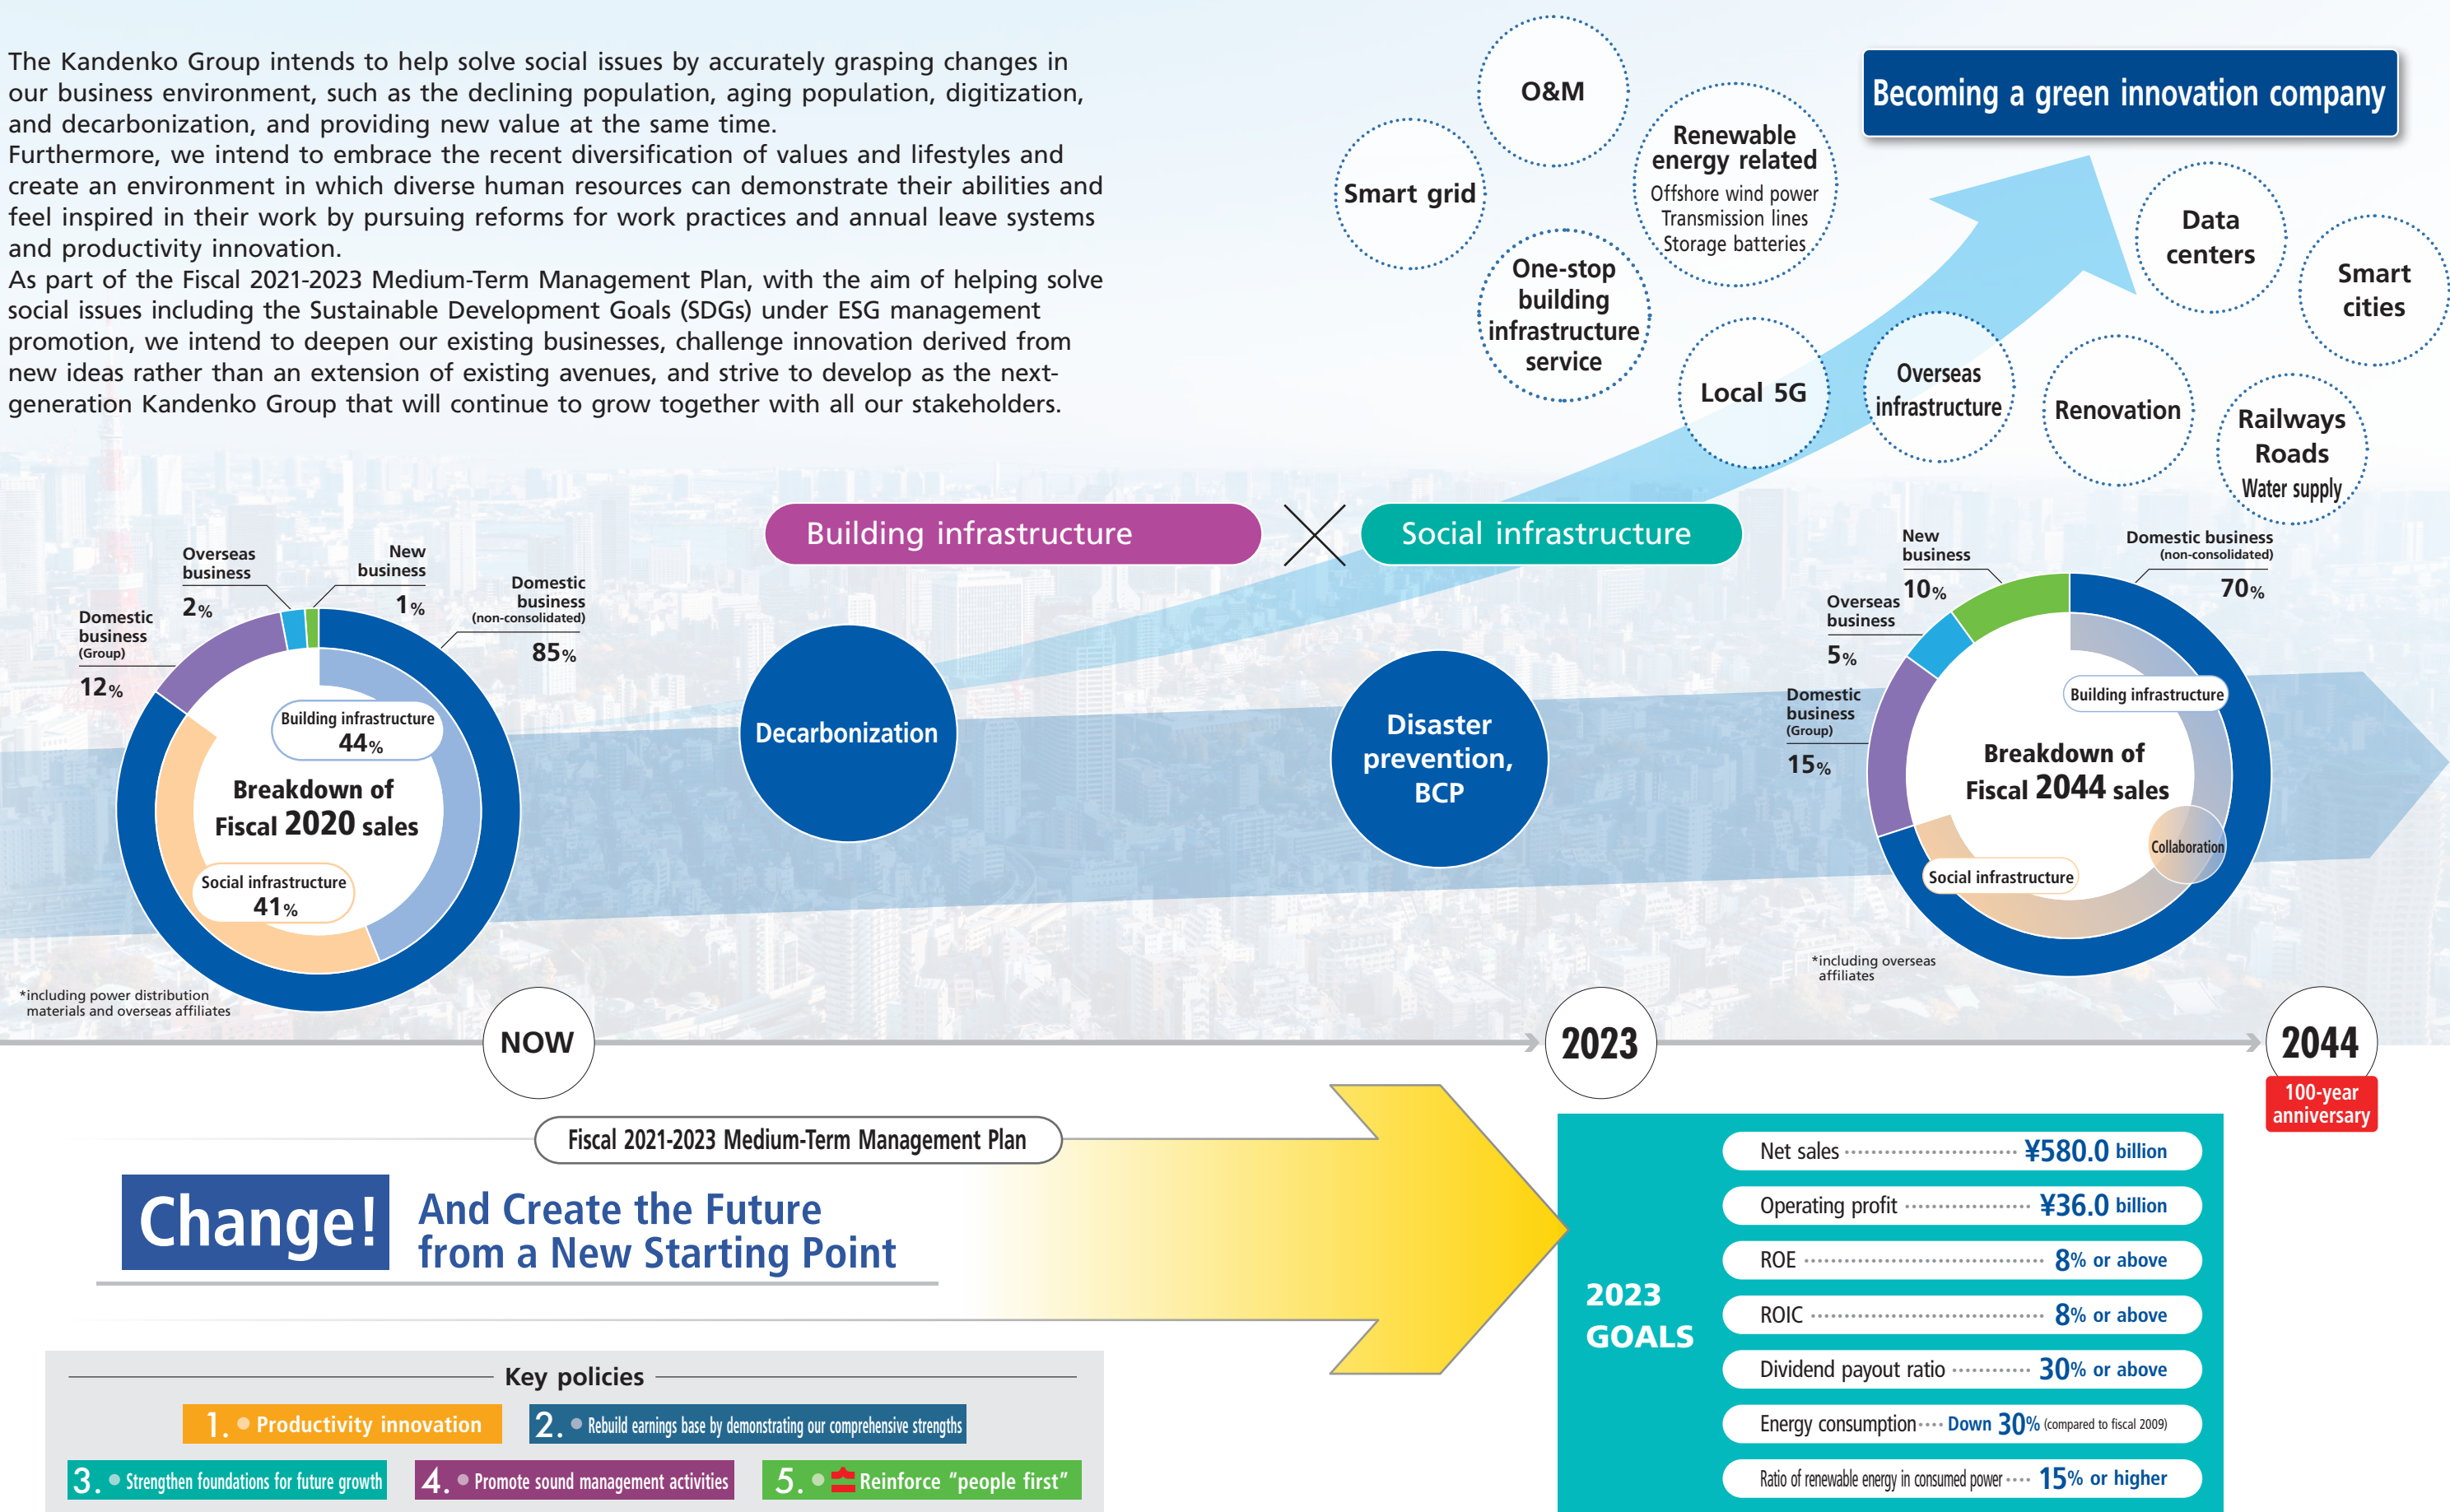 The Kandenko Group intends to help solve social issues by accurately grasping changes in
our business environment, such as the declining population, aging population, digitization,
and decarbonization, and providing new value at the same time.
Furthermore, we intend to embrace the recent diversification of values and lifestyles and
create an environment in which diverse human resources can demonstrate their abilities and
feel inspired in their work by pursuing reforms for work practices and annual leave systems
and productivity innovation.
As part of the Fiscal 2021-2023 Medium-Term Management Plan, with the aim of helping solve
social issues including the Sustainable Development Goals (SDGs) under ESG management
promotion, we intend to deepen our existing businesses, challenge innovation derived from
new ideas rather than an extension of existing avenues, and strive to develop as the next-
generation Kandenko Group that will continue to grow together with all our stakeholders.
Becoming a green innovation company
O&M
Smart grid
Renewable
energy related
Offshore wind power
Transmission lines
Storage batteries
One-stop
building
infrastructure
service
Local 5G
Overseas
infrastructure
Data
centers
Smart
cities
Renovation
Railways
Roads
Water supply
Building infrastructure
Social infrastructure
Overseas
business
2%
New
business
1%
Domestic
business
(non-consolidated)
85%
Domestic
business
(Group)
12%
Building infrastructure
44%
Breakdown of
Fiscal 2020 sales
Social infrastructure
41%
*including power distribution
materials and overseas affiliates
Decarbonization
Disaster
prevention,
BCP
New
business
10%
Domestic business
(non-consolidated)
70%
Overseas
business
5%
Domestic
business
(Group)
15%
Building infrastructure
Breakdown of
Fiscal 2044 sales
Collaboration
Social infrastructure
*including overseas
affiliates
NOW
2023
2044
100-year
anniversary
Fiscal 2021-2023 Medium-Term Management Plan
Change!
And Create the Future
from a New Starting Point
Key policies
1. Productivity innovation
2. Rebuild earnings base by demonstrating our comprehensive strengths
3. Strengthen foundations for future growth
4. Promote sound management activities
5. Reinforce “people first”
2023
GOALS
Net sales ¥580.0 billion
Operating profit ¥36.0 billion
ROE 8% or above
ROIC 8% or above
Dividend payout ratio 30% or above
Energy consumption Down 30% (compared to fiscal 2009)
Ratio of renewable energy in consumed power 15% or higher